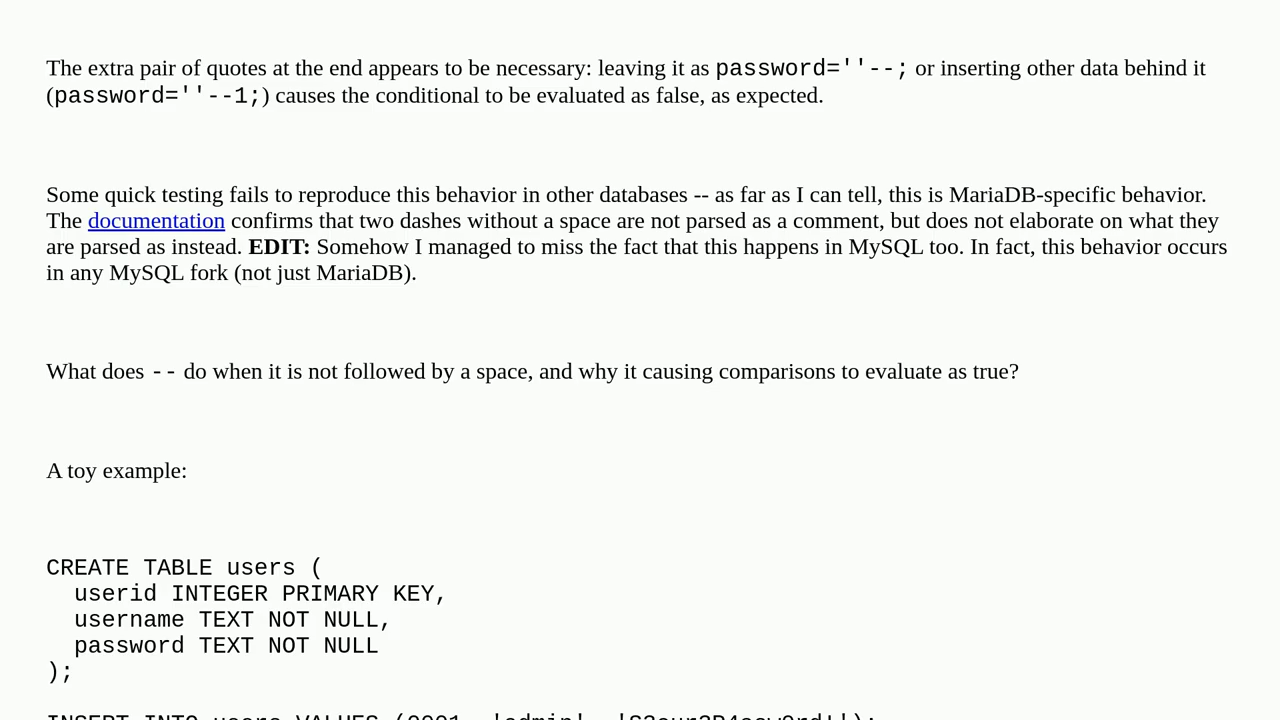 The extra pair of quotes at the end appears to be necessary: leaving it as password=''--; or inserting other data behind it
(password=''--1;) causes the conditional to be evaluated as false, as expected.
Some quick testing fails to reproduce this behavior in other databases -- as far as I can tell, this is MariaDB-specific behavior.
The documentation confirms that two dashes without a space are not parsed as a comment, but does not elaborate on what they
are parsed as instead. EDIT: Somehow I managed to miss the fact that this happens in MySQL too. In fact, this behavior occurs
in any MySQL fork (not just MariaDB).
What does -- do when it is not followed by a space, and why it causing comparisons to evaluate as true?
A toy example:
CREATE TABLE users (
  userid INTEGER PRIMARY KEY,
  username TEXT NOT NULL,
  password TEXT NOT NULL
);
INSERT INTO users VALUES (0001, 'admin',